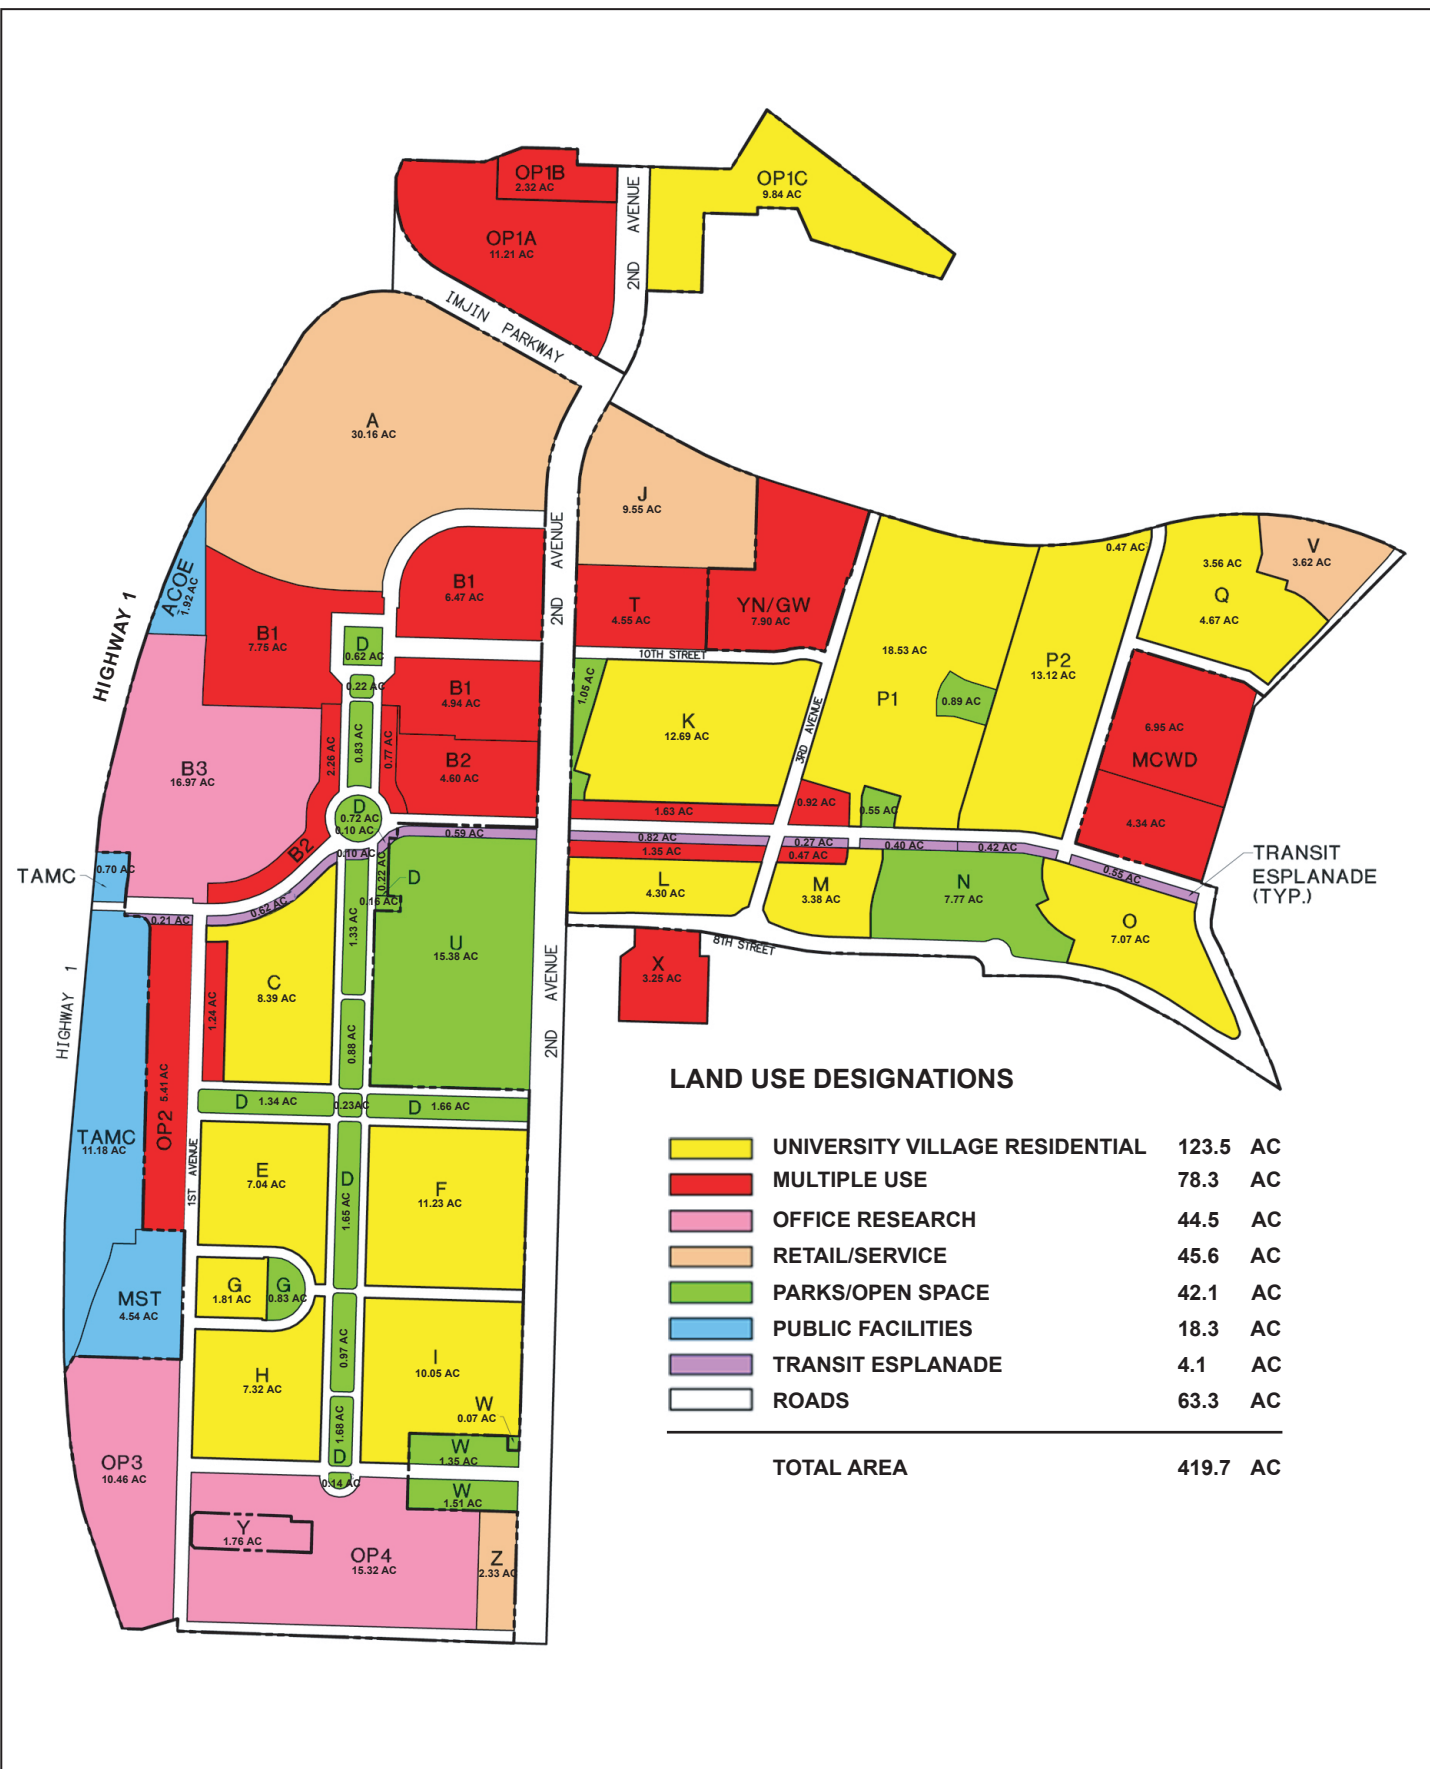 OP1B
2.32 AC
OP1C
9.84 AC
2ND AVENUE
OP1A
11.21 AC
IMJIN PARKWAY
A
30.16 AC
J
9.55 AC
2ND AVENUE
V
3.62 AC
0.47 AC
3.56 AC
Q
4.67 AC
ACOE
1.92 AC
HIGHWAY 1
B1
6.47 AC
T
4.55 AC
YN/GW
7.90 AC
B1
7.75 AC
D
0.62 AC
10TH STREET
18.53 AC
P1
P2
13.12 AC
0.89 AC
0.22 AC
B1
4.94 AC
1.05 AC
K
12.69 AC
3RD AVENUE
6.95 AC
MCWD
4.34 AC
B3
16.97 AC
2.26 AC
0.83 AC
0.77 AC
B2
4.60 AC
B2
D
0.72 AC
0.10 AC
1.63 AC
0.92 AC
0.55 AC
0.59 AC
0.82 AC
0.27 AC
0.40 AC
0.42 AC
0.55 AC
1.35 AC
0.47 AC
TRANSIT
ESPLANADE
(TYP.)
TAMC
0.70 AC
0.10 AC
0.22 AC
D
0.16 AC
0.21 AC
0.62 AC
L
4.30 AC
M
3.38 AC
N
7.77 AC
O
7.07 AC
8TH STREET
X
3.25 AC
1.33 AC
U
15.38 AC
C
8.39 AC
1.24 AC
HIGHWAY 1
2ND AVENUE
0.88 AC
OP2
5.41 AC
D 1.34 AC
0.23AC
D 1.66 AC
TAMC
11.18 AC
1ST AVENUE
E
7.04 AC
D
1.65 AC
F
11.23 AC
MST
4.54 AC
G
1.81 AC
G
0.83 AC
H
7.32 AC
0.97 AC
I
10.05 AC
W
0.07 AC
1.68 AC
D
W
1.35 AC
0.14 AC
W
1.51 AC
OP3
10.46 AC
Y
1.76 AC
OP4
15.32 AC
Z
2.33 AC
LAND USE DESIGNATIONS
UNIVERSITY VILLAGE RESIDENTIAL 123.5 AC
MULTIPLE USE 78.3 AC
OFFICE RESEARCH 44.5 AC
RETAIL/SERVICE 45.6 AC
PARKS/OPEN SPACE 42.1 AC
PUBLIC FACILITIES 18.3 AC
TRANSIT ESPLANADE 4.1 AC
ROADS 63.3 AC
TOTAL AREA 419.7 AC